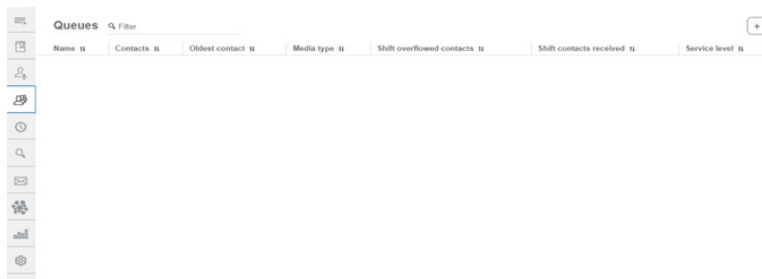 Queues Filter
Name Contacts Oldest contact Media type Shift overflowed contacts Shift contacts received Service level